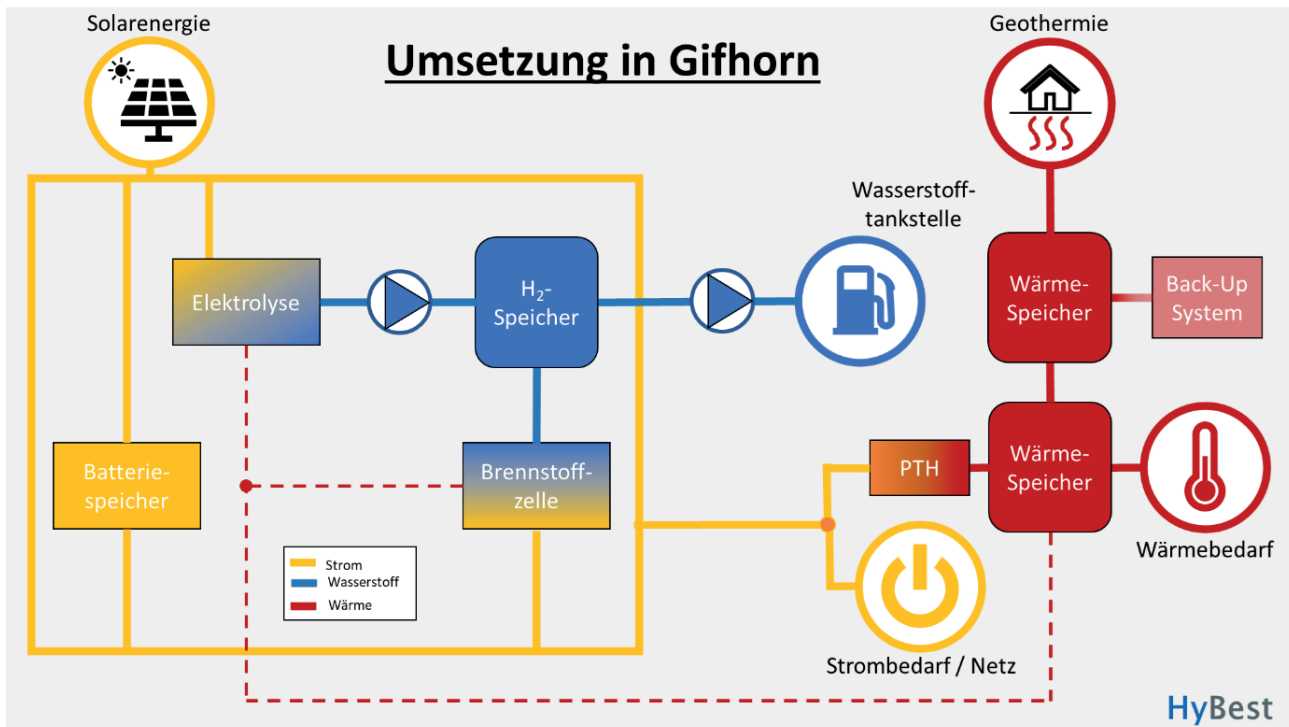 Solarenergie
Umsetzung in Gifhorn
Geothermie
Wasserstoff-
tankstelle
Elektrolyse
H₂-
Speicher
Wärme-
Speicher
Back-Up
System
Batterie-
speicher
Brennstoff-
zelle
PTH
Wärme-
Speicher
Wärmebedarf
Strom
Wasserstoff
Wärme
Strombedarf / Netz
HyBest